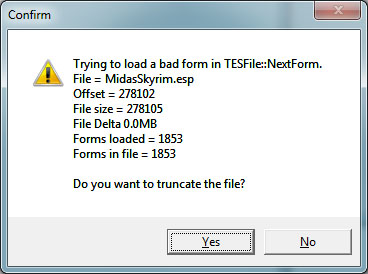 Confirm
Trying to load a bad form in TESFile::NextForm.
File = MidasSkyrim.esp
Offset = 278102
File size = 278105
File Delta 0.0MB
Forms loaded = 1853
Forms in file = 1853
Do you want to truncate the file?
Yes
No